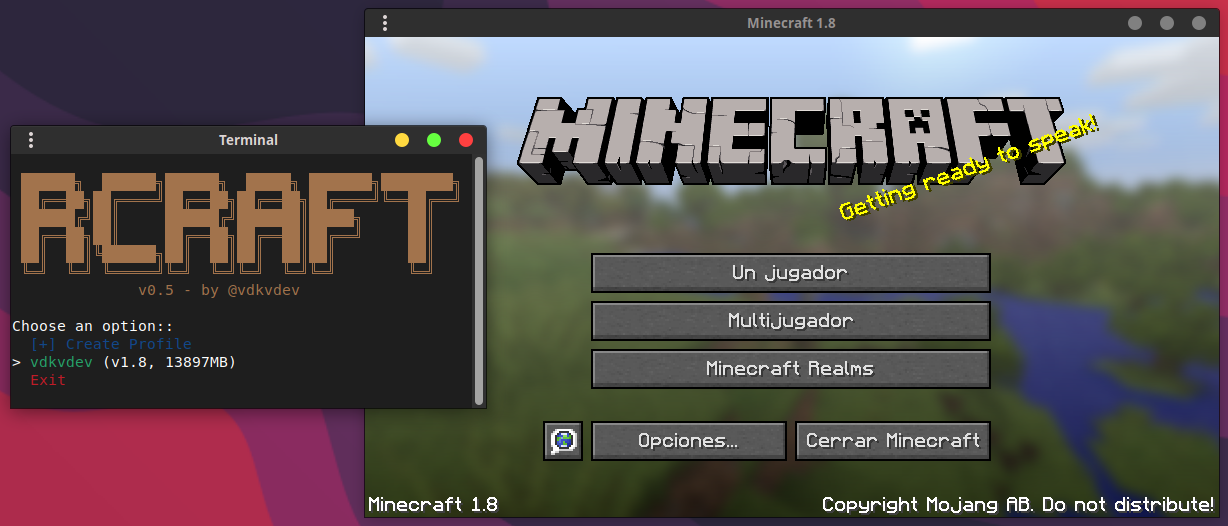 Minecraft 1.8
MINECRAFT
Getting ready to speak!
Un jugador
Multijugador
Minecraft Realms
Opciones...
Cerrar Minecraft
Minecraft 1.8
Copyright Mojang AB. Do not distribute!
Terminal
RCRAFT
v0.5 - by @vdkvdev
Choose an option::
[+] Create Profile
> vdkvdev (v1.8, 13897MB)
Exit